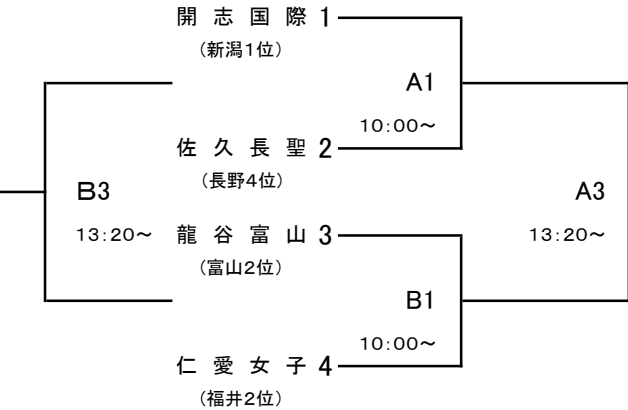 開 志 国 際 1
（新潟1位）
A1
10:00～
佐 久 長 聖 2
（長野4位）
B3
A3
13:20～
龍 谷 富 山 3
13:20～
（富山2位）
B1
10:00～
仁 愛 女 子 4
（福井2位）